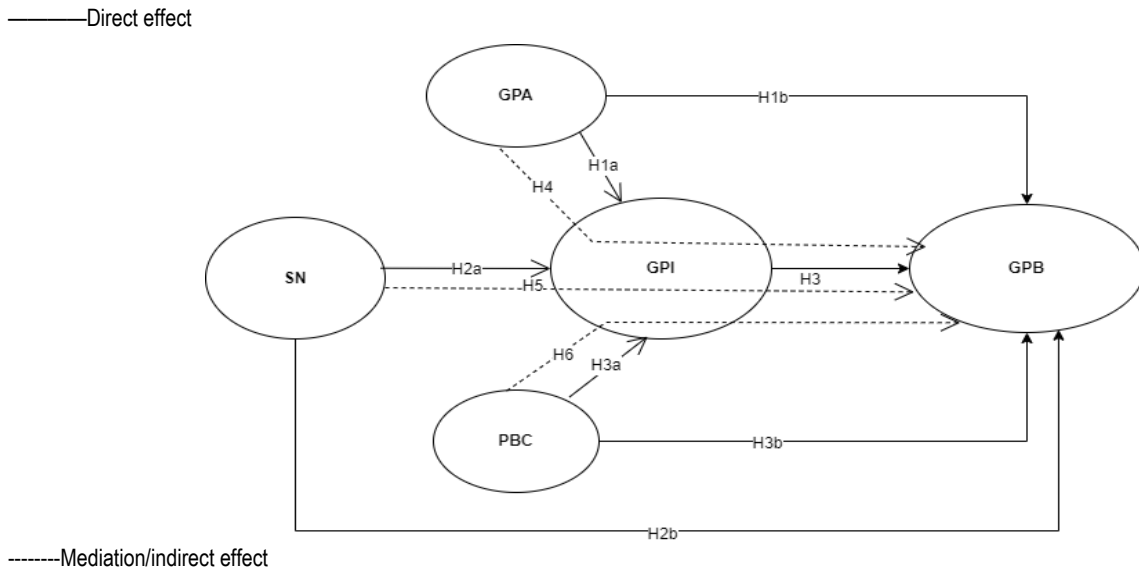 ————Direct effect
GPA
H1b
H1a
H4
SN
H2a
GPI
GPB
H5
H3
H6
H3a
PBC
H3b
H2b
--------Mediation/indirect effect